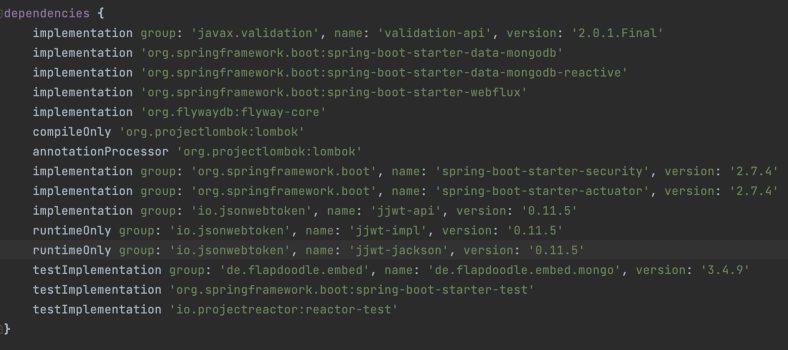 dependencies {
    implementation group: 'javax.validation', name: 'validation-api', version: '2.0.1.Final'
    implementation 'org.springframework.boot:spring-boot-starter-data-mongodb'
    implementation 'org.springframework.boot:spring-boot-starter-data-mongodb-reactive'
    implementation 'org.springframework.boot:spring-boot-starter-webflux'
    implementation 'org.flywaydb:flyway-core'
    compileOnly 'org.projectlombok:lombok'
    annotationProcessor 'org.projectlombok:lombok'
    implementation group: 'org.springframework.boot', name: 'spring-boot-starter-security', version: '2.7.4'
    implementation group: 'org.springframework.boot', name: 'spring-boot-starter-actuator', version: '2.7.4'
    implementation group: 'io.jsonwebtoken', name: 'jjwt-api', version: '0.11.5'
    runtimeOnly group: 'io.jsonwebtoken', name: 'jjwt-impl', version: '0.11.5'
    runtimeOnly group: 'io.jsonwebtoken', name: 'jjwt-jackson', version: '0.11.5'
    testImplementation group: 'de.flapdoodle.embed', name: 'de.flapdoodle.embed.mongo', version: '3.4.9'
    testImplementation 'org.springframework.boot:spring-boot-starter-test'
    testImplementation 'io.projectreactor:reactor-test'
}